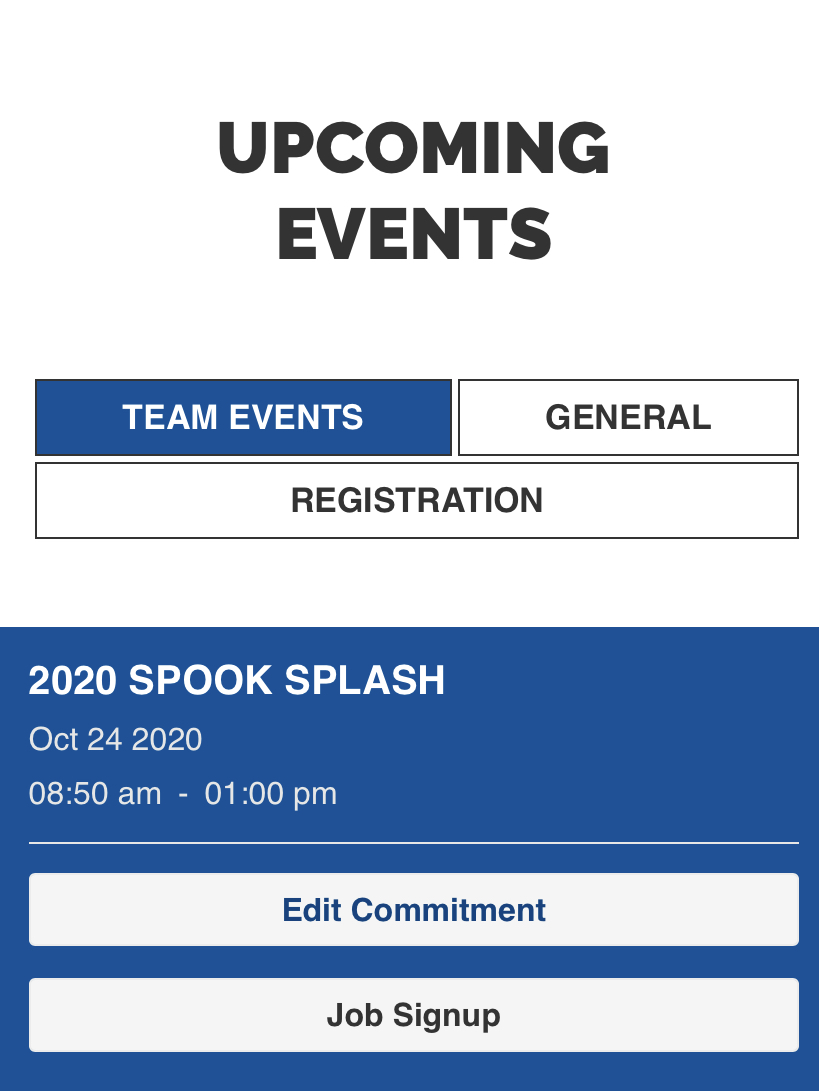 UPCOMING
EVENTS
TEAM EVENTS
GENERAL
REGISTRATION
2020 SPOOK SPLASH
Oct 24 2020
08:50 am - 01:00 pm
Edit Commitment
Job Signup